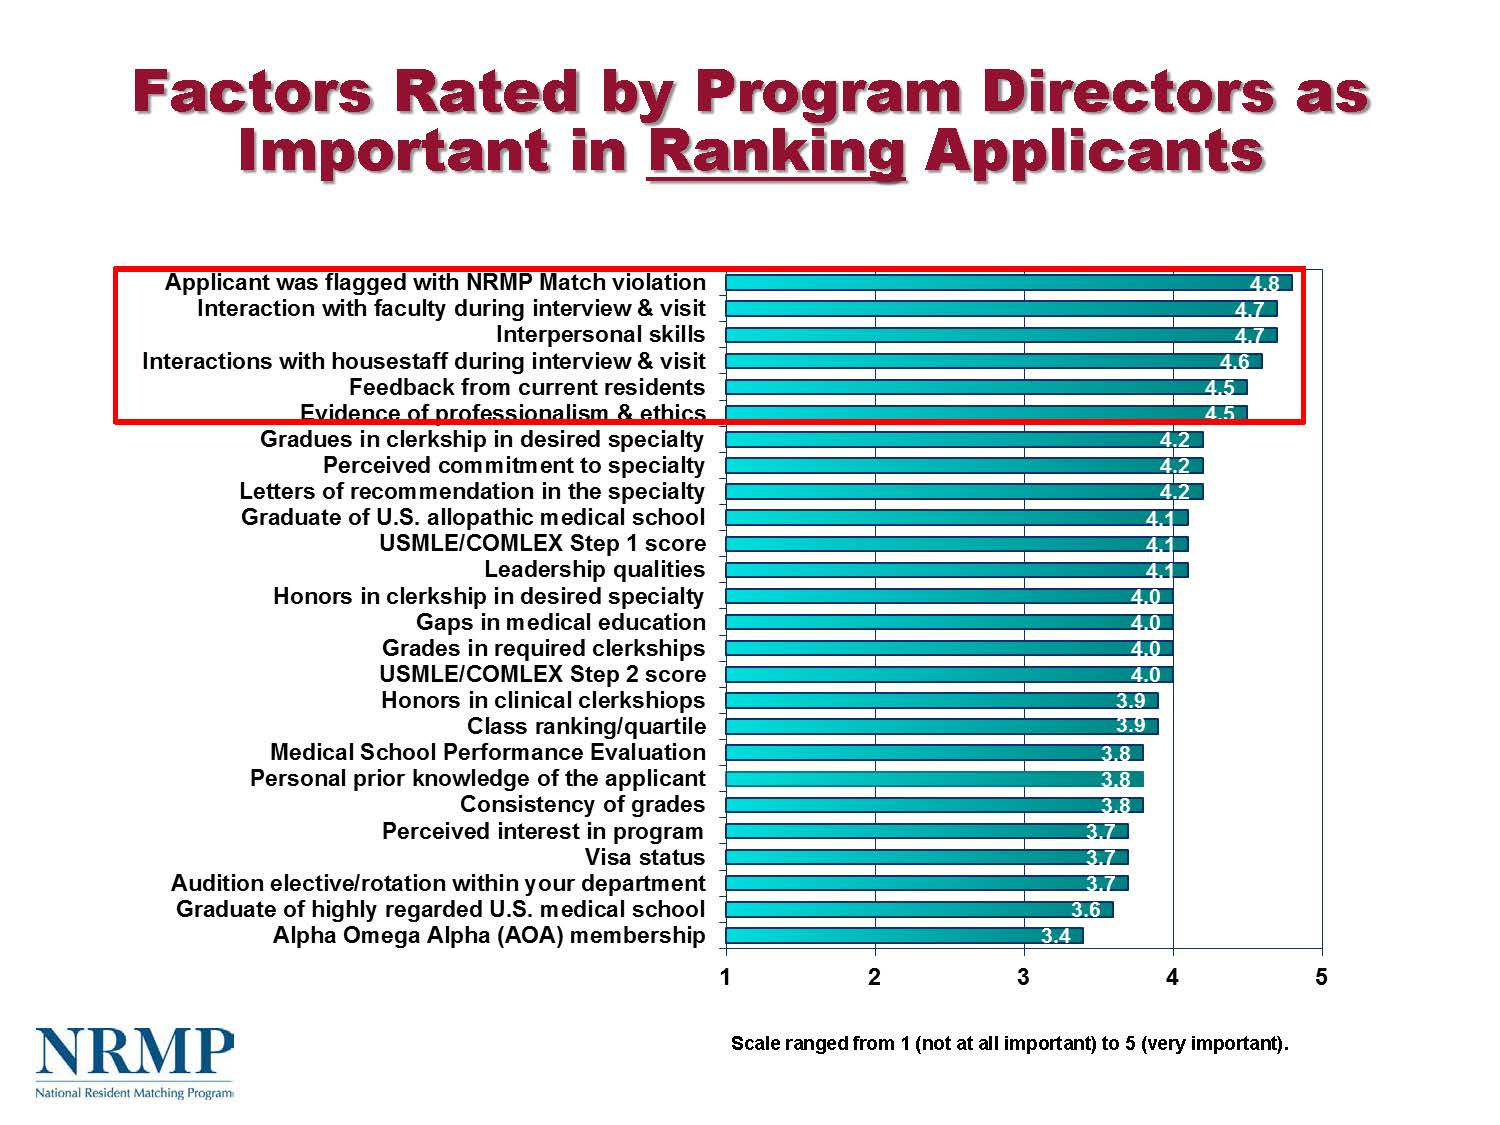 Factors Rated by Program Directors as
Important in Ranking Applicants
Applicant was flagged with NRMP Match violation 4.8
Interaction with faculty during interview & visit 4.7
Interpersonal skills 4.7
Interactions with housestaff during interview & visit 4.6
Feedback from current residents 4.5
Evidence of professionalism & ethics 4.5
Gradues in clerkship in desired specialty 4.2
Perceived commitment to specialty 4.2
Letters of recommendation in the specialty 4.2
Graduate of U.S. allopathic medical school 4.1
USMLE/COMLEX Step 1 score 4.1
Leadership qualities 4.1
Honors in clerkship in desired specialty 4.0
Gaps in medical education 4.0
Grades in required clerkships 4.0
USMLE/COMLEX Step 2 score 4.0
Honors in clinical clerkshiops 3.9
Class ranking/quartile 3.9
Medical School Performance Evaluation 3.8
Personal prior knowledge of the applicant 3.8
Consistency of grades 3.8
Perceived interest in program 3.7
Visa status 3.7
Audition elective/rotation within your department 3.7
Graduate of highly regarded U.S. medical school 3.6
Alpha Omega Alpha (AOA) membership 3.4
1 2 3 4 5
Scale ranged from 1 (not at all important) to 5 (very important).
NRMP
National Resident Matching Program